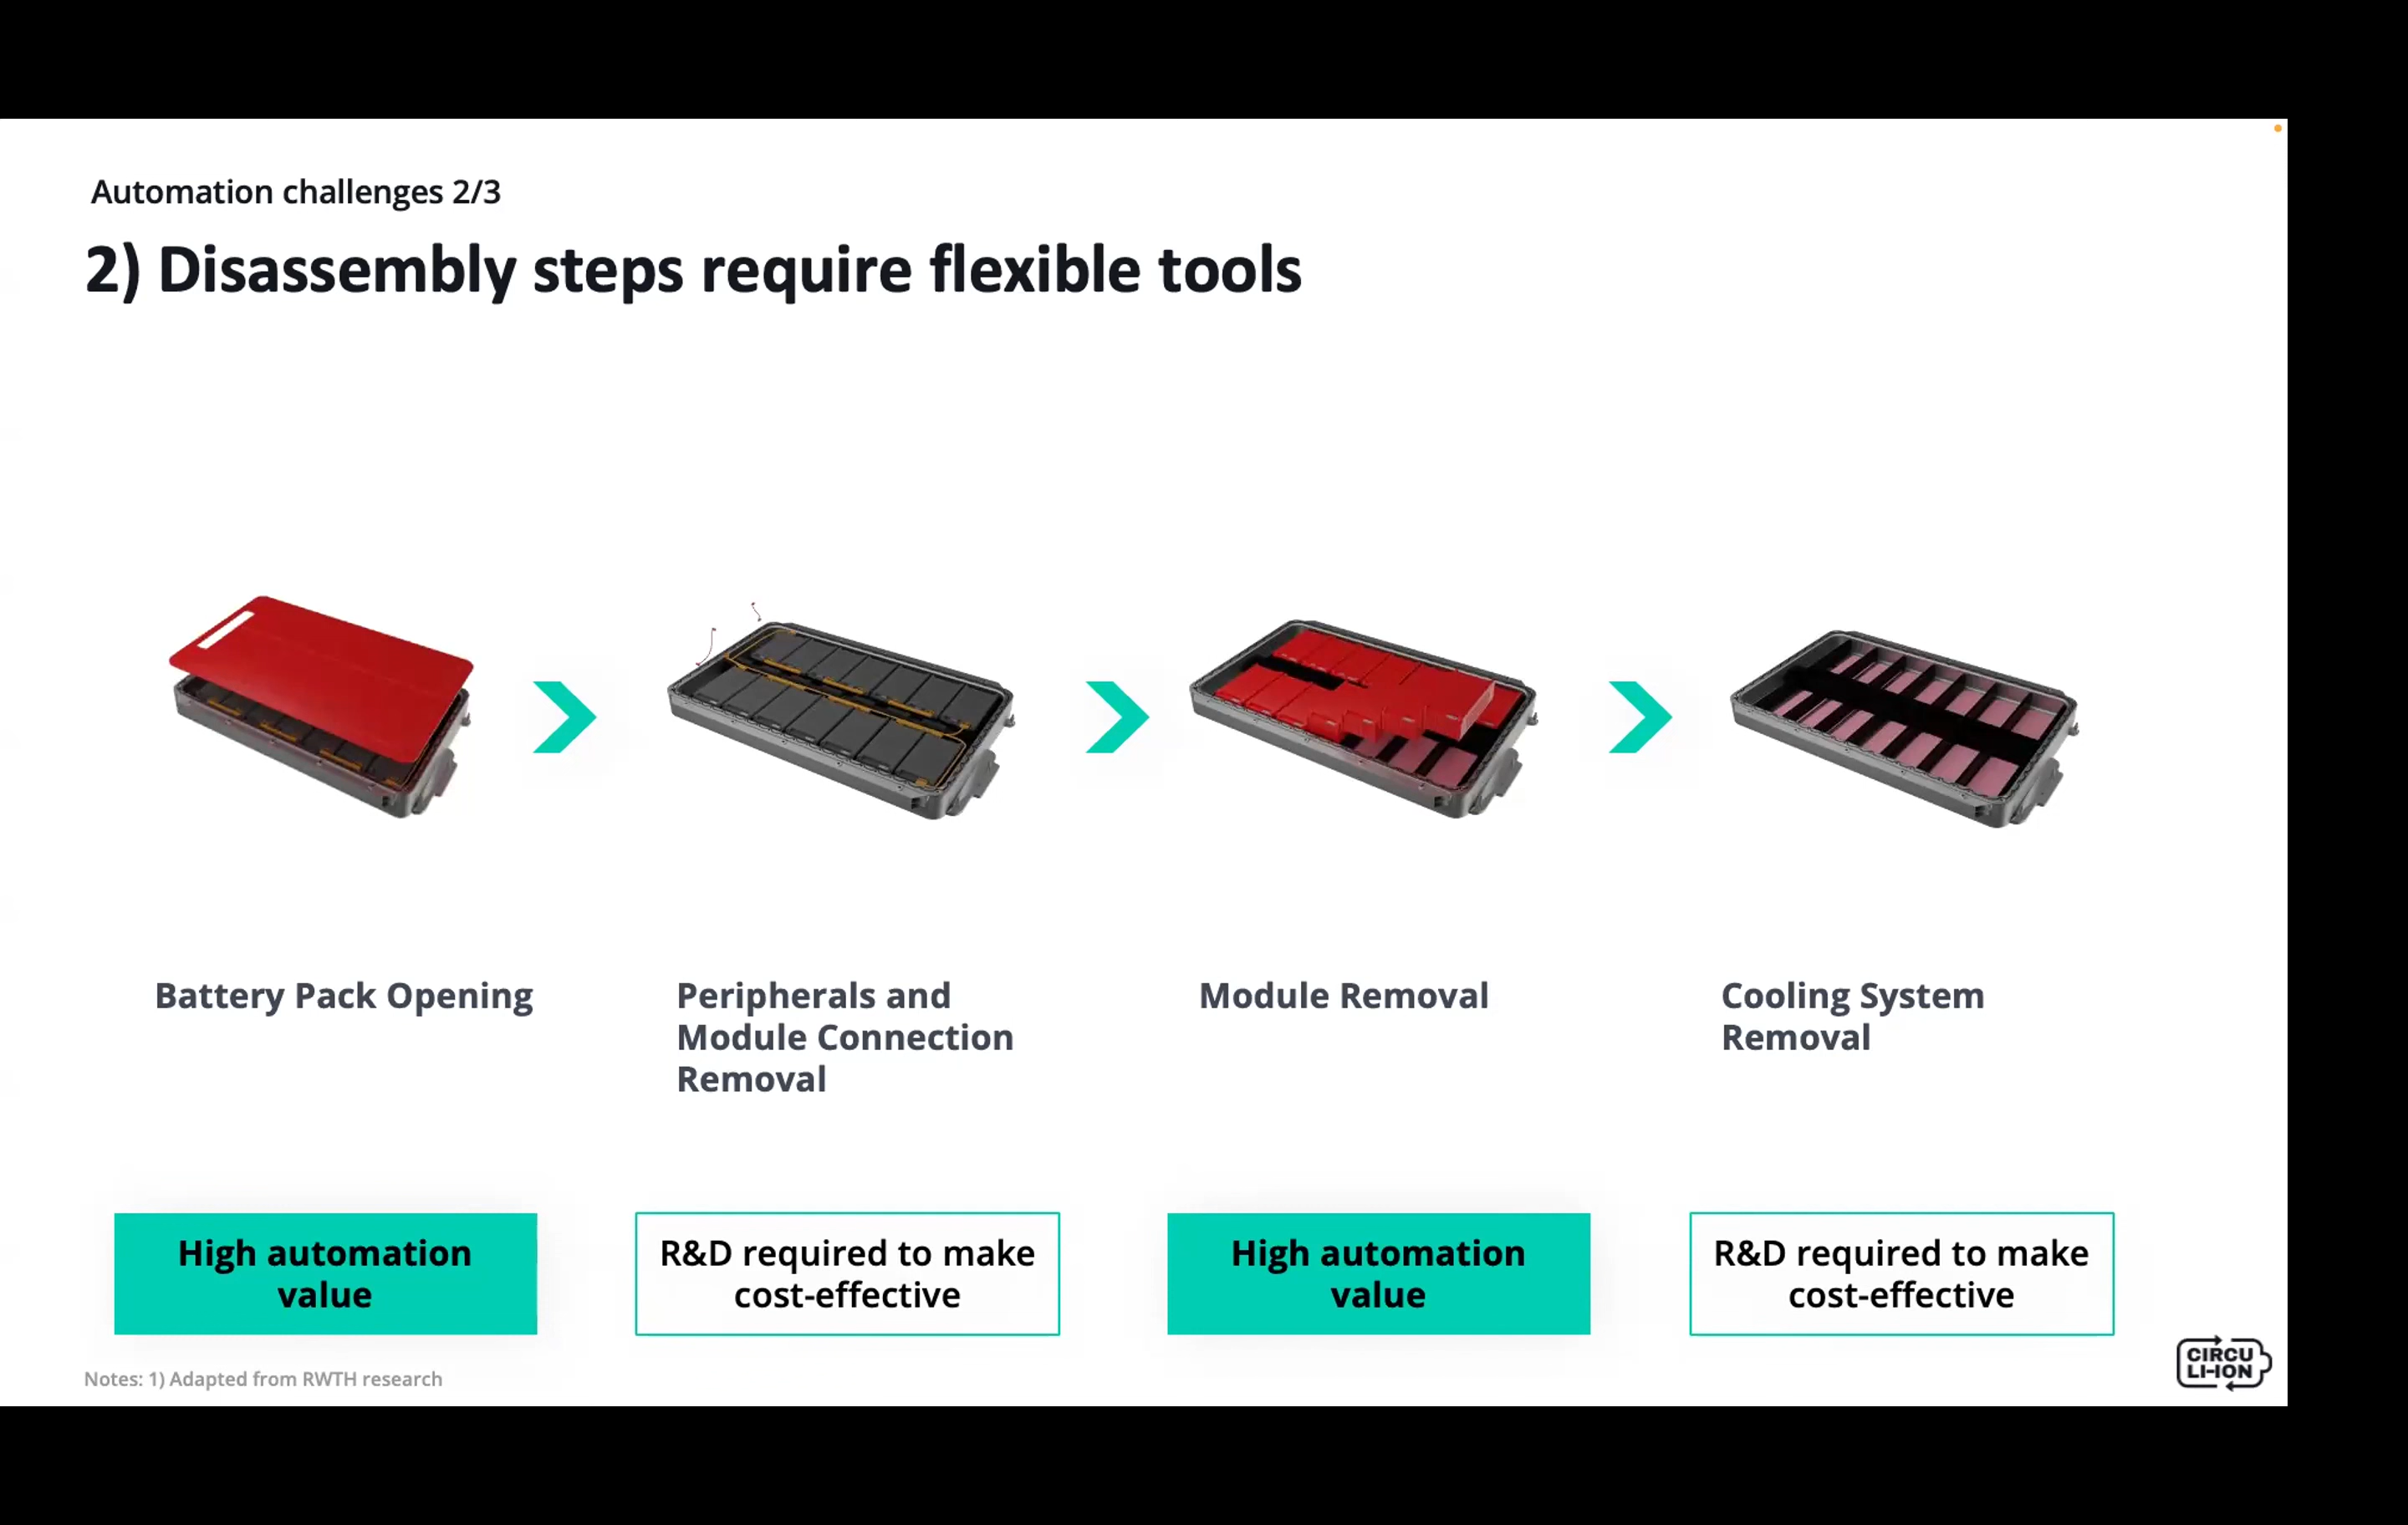 Automation challenges 2/3
2) Disassembly steps require flexible tools
Battery Pack Opening
Peripherals and
Module Connection
Removal
Module Removal
Cooling System
Removal
High automation
value
R&D required to make
cost-effective
High automation
value
R&D required to make
cost-effective
Notes: 1) Adapted from RWTH research
CIRCU
LI-ION